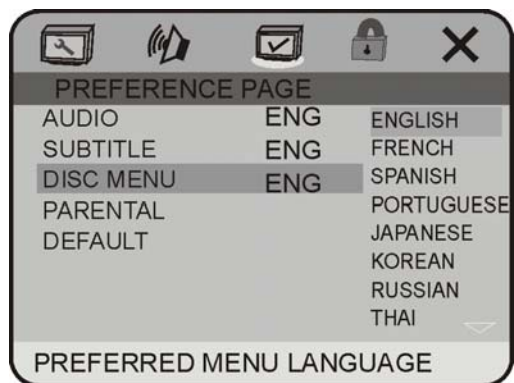 PREFERENCE PAGE
AUDIO ENG
SUBTITLE ENG
DISC MENU ENG
PARENTAL
DEFAULT
ENGLISH
FRENCH
SPANISH
PORTUGUESE
JAPANESE
KOREAN
RUSSIAN
THAI
PREFERRED MENU LANGUAGE